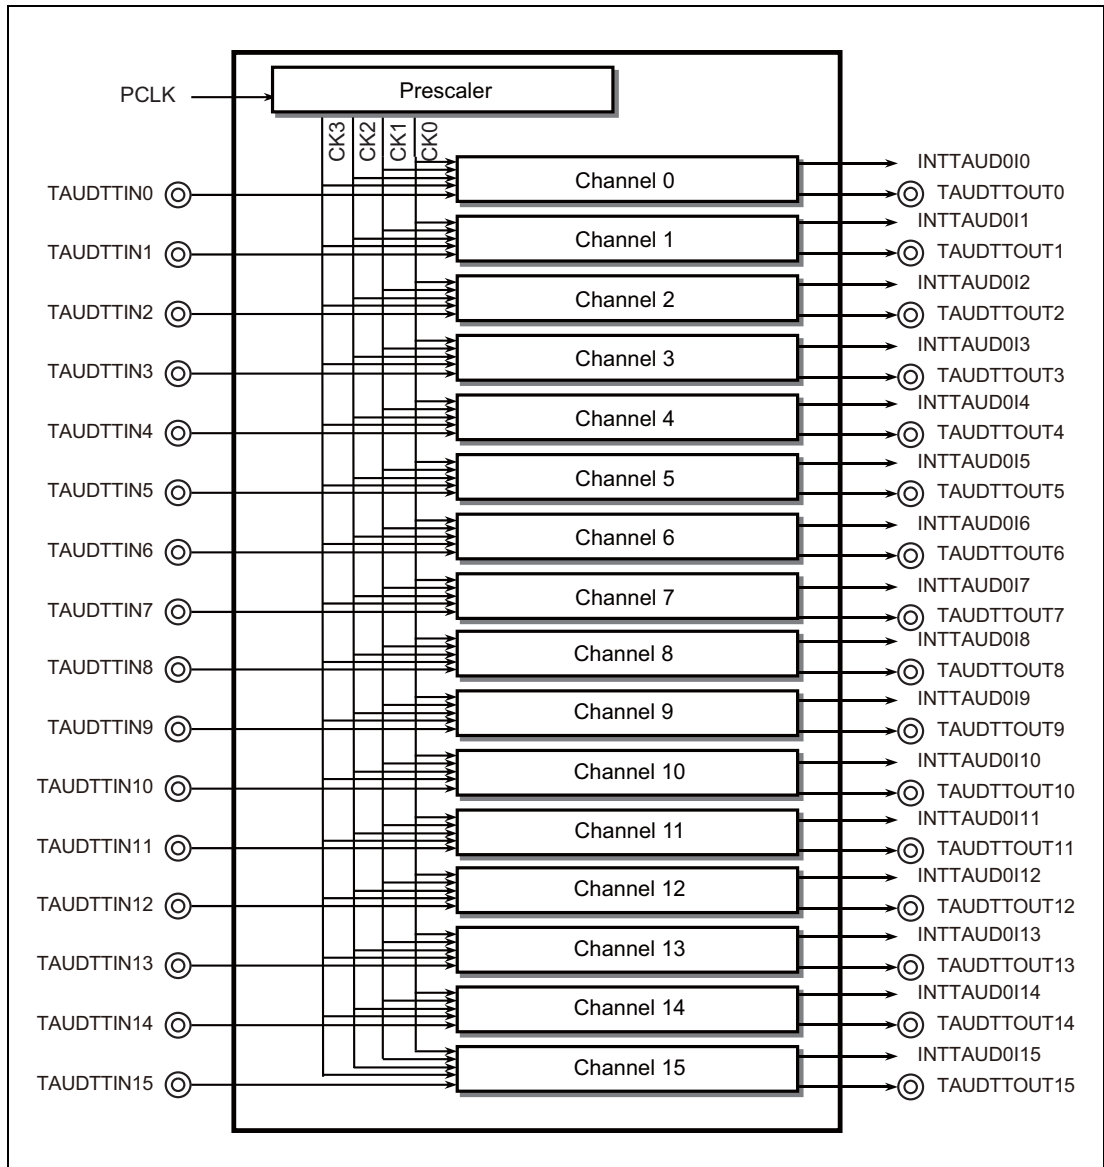 Prescaler
PCLK
CK3
CK2
CK1
CK0
INTTAUD0I0
Channel 0
TAUDTTIN0
TAUDTTOUT0
INTTAUD0I1
Channel 1
TAUDTTIN1
TAUDTTOUT1
INTTAUD0I2
Channel 2
TAUDTTIN2
TAUDTTOUT2
INTTAUD0I3
Channel 3
TAUDTTIN3
TAUDTTOUT3
INTTAUD0I4
Channel 4
TAUDTTIN4
TAUDTTOUT4
INTTAUD0I5
Channel 5
TAUDTTIN5
TAUDTTOUT5
INTTAUD0I6
Channel 6
TAUDTTIN6
TAUDTTOUT6
INTTAUD0I7
Channel 7
TAUDTTIN7
TAUDTTOUT7
INTTAUD0I8
Channel 8
TAUDTTIN8
TAUDTTOUT8
INTTAUD0I9
Channel 9
TAUDTTIN9
TAUDTTOUT9
INTTAUD0I10
Channel 10
TAUDTTIN10
TAUDTTOUT10
INTTAUD0I11
Channel 11
TAUDTTIN11
TAUDTTOUT11
INTTAUD0I12
Channel 12
TAUDTTIN12
TAUDTTOUT12
INTTAUD0I13
Channel 13
TAUDTTIN13
TAUDTTOUT13
INTTAUD0I14
Channel 14
TAUDTTIN14
TAUDTTOUT14
INTTAUD0I15
Channel 15
TAUDTTIN15
TAUDTTOUT15